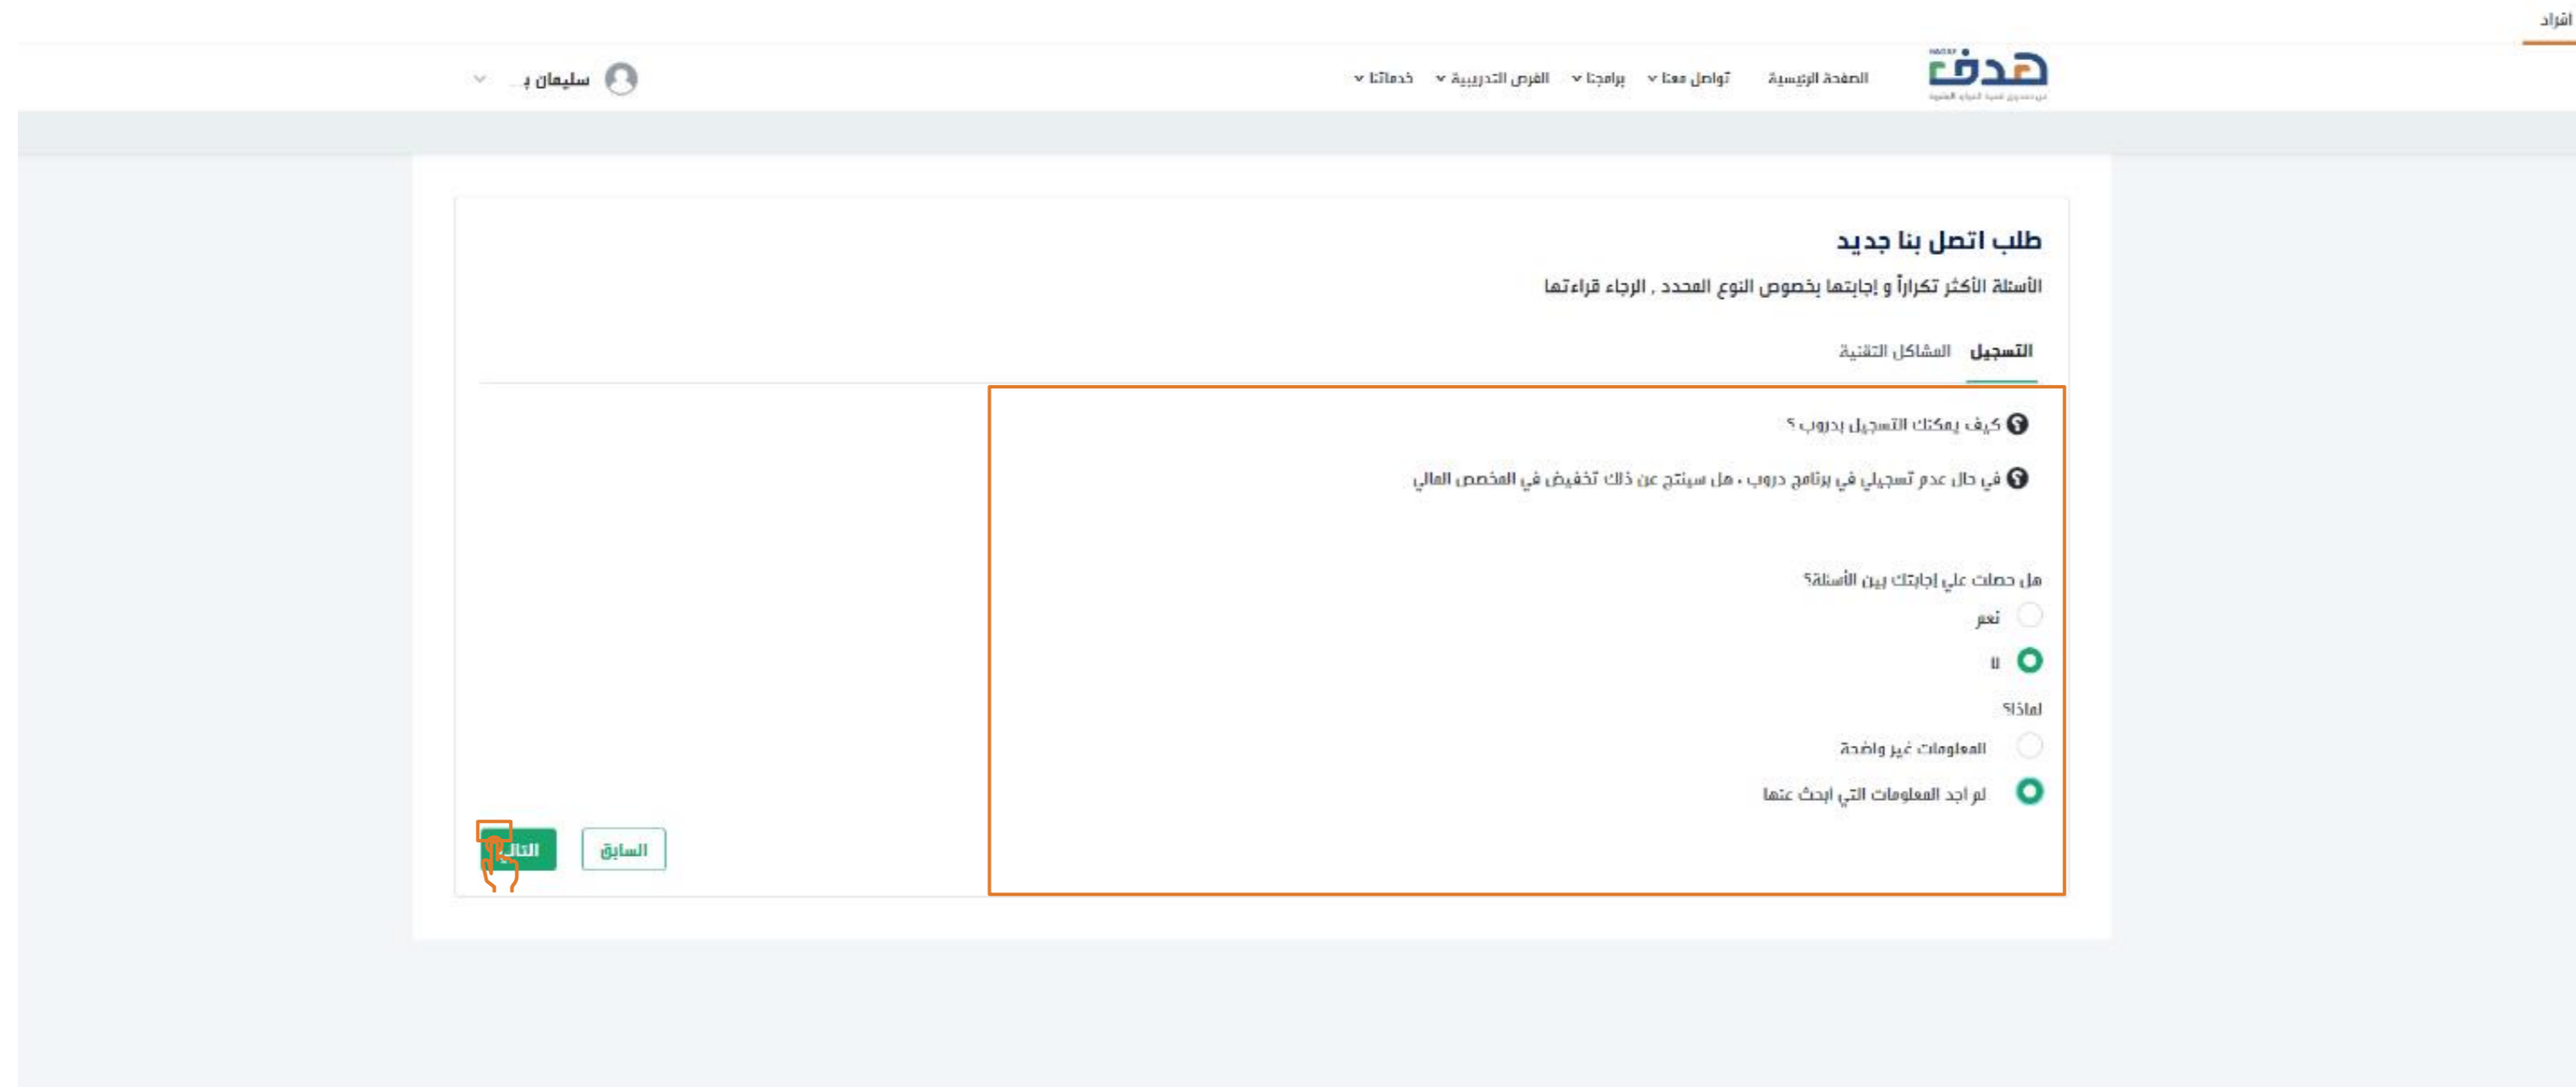 افراد
هدف HADAF
الصفحة الرئيسية تواصل معنا برامجنا الفرص التدريبية خدماتنا
سليمان بـ
طلب اتصل بنا جديد
الأسئلة الأكثر تكراراً و إجابتها بخصوص النوع المحدد , الرجاء قراءتها
التسجيل المشاكل التقنية
كيف يمكنك التسجيل بدروب ؟
في حال عدم تسجيلي في برنامج دروب ، هل سينتج عن ذلك تخفيض في المخصص المالي
هل حصلت علي إجابتك بين الأسئلة؟
نعم
لا
لماذا؟
المعلومات غير واضحة
لم اجد المعلومات التي ابحث عنها
السابق
التالي